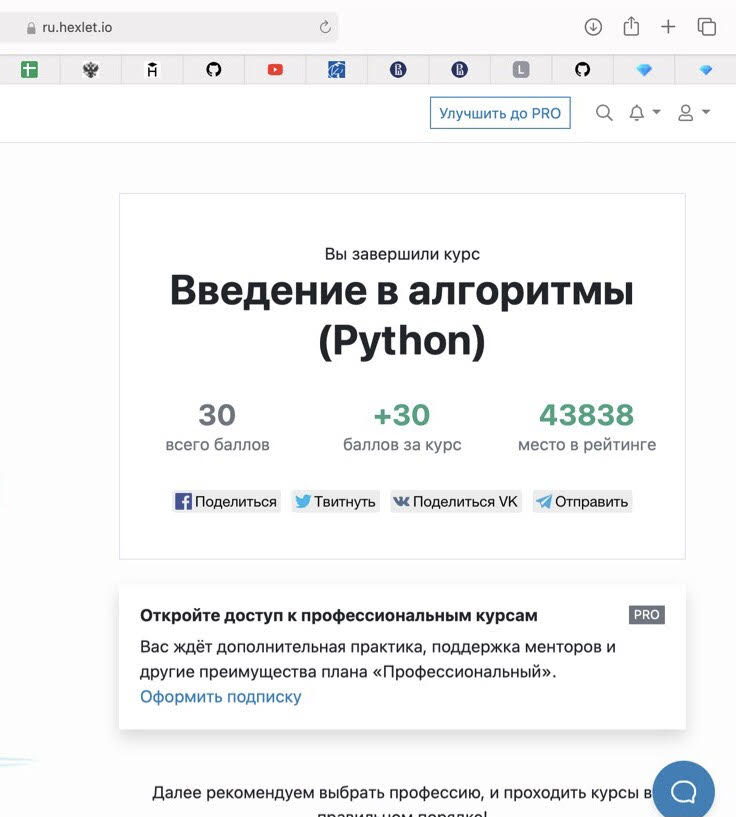 ru.hexlet.io
L
Улучшить до PRO
Вы завершили курс
Введение в алгоритмы
(Python)
30
всего баллов
+30
баллов за курс
43838
место в рейтинге
Поделиться Твитнуть Поделиться VK Отправить
Откройте доступ к профессиональным курсам PRO
Вас ждёт дополнительная практика, поддержка менторов и
другие преимущества плана «Профессиональный».
Оформить подписку
Далее рекомендуем выбрать профессию, и проходить курсы в
правильном порядке!